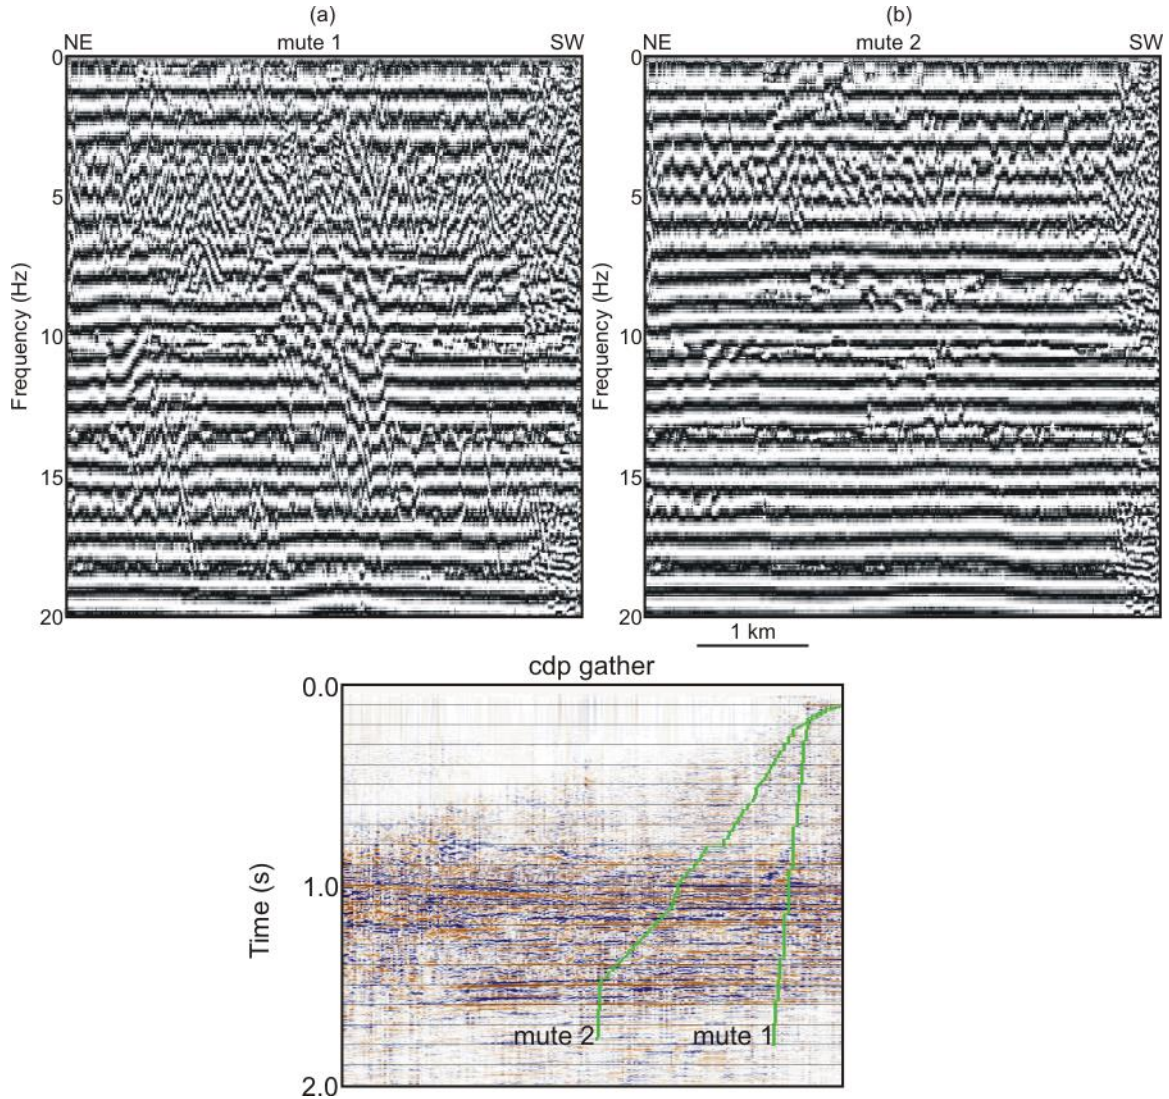 (a)
(b)
NE mute 1 SW
NE mute 2 SW
0
5
10
15
20
Frequency (Hz)
0
5
10
15
20
Frequency (Hz)
1 km
cdp gather
0.0
1.0
2.0
Time (s)
mute 2
mute 1